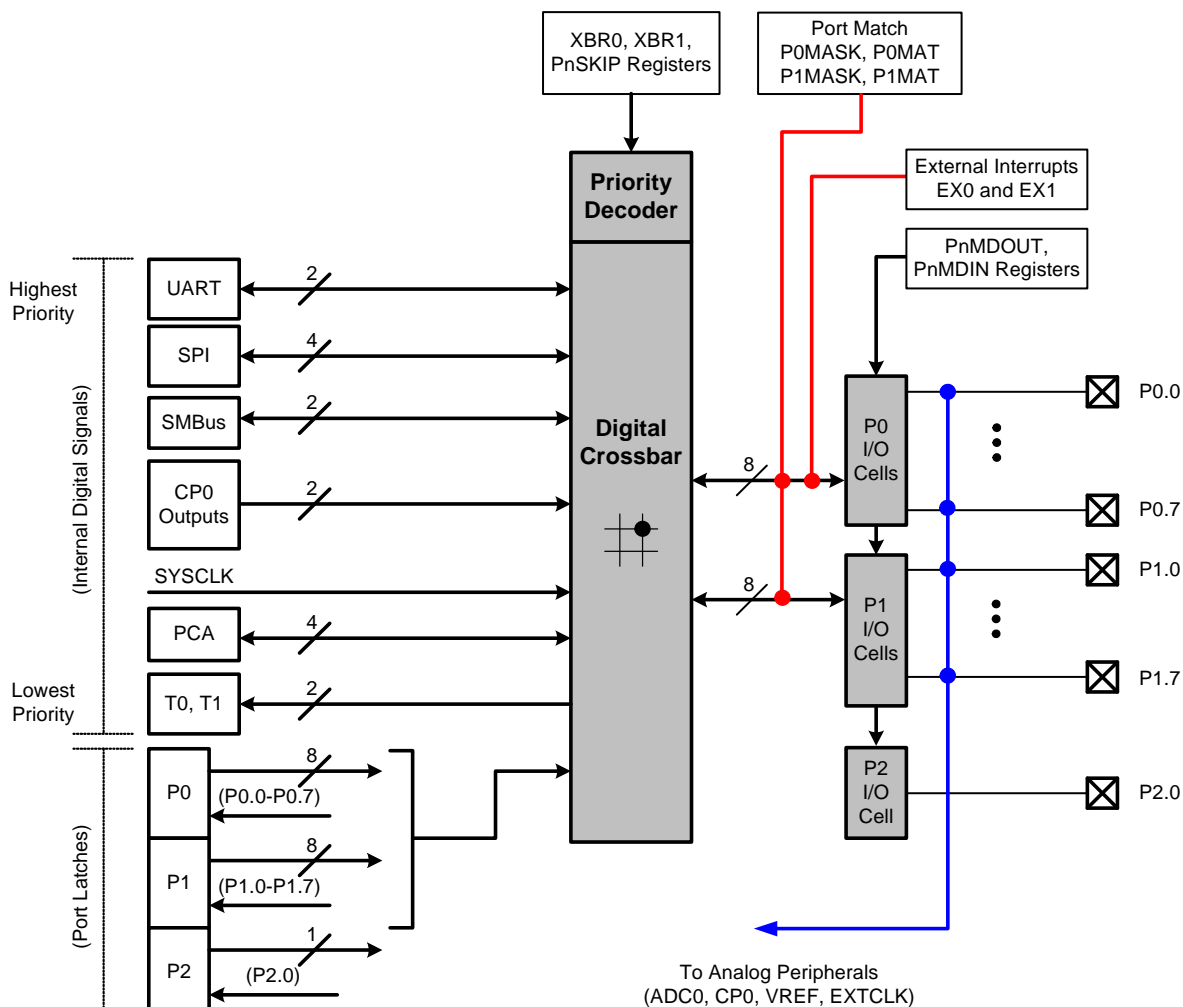 XBR0, XBR1,
PnSKIP Registers
Port Match
P0MASK, P0MAT
P1MASK, P1MAT
External Interrupts
EX0 and EX1
PnMDOUT,
PnMDIN Registers
Priority
Decoder
Digital
Crossbar
Highest
Priority
(Internal Digital Signals)
Lowest
Priority
(Port Latches)
UART
2
SPI
4
SMBus
2
CP0
Outputs
2
SYSCLK
PCA
4
T0, T1
2
P0
8
(P0.0-P0.7)
P1
8
(P1.0-P1.7)
P2
1
(P2.0)
8
8
P0
I/O
Cells
P1
I/O
Cells
P2
I/O
Cell
P0.0
P0.7
P1.0
P1.7
P2.0
To Analog Peripherals
(ADC0, CP0, VREF, EXTCLK)